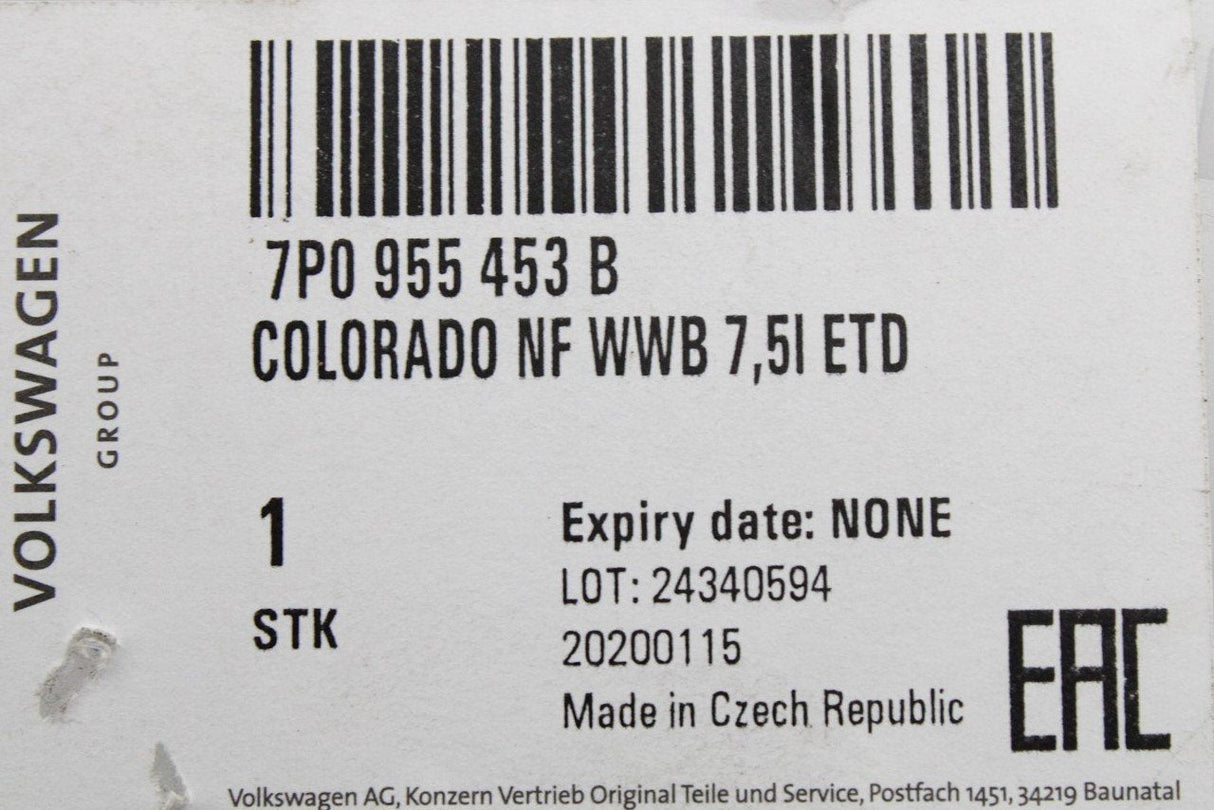 7P0 955 453 B
COLORADO NF WWB 7,5l ETD
VOLKSWAGEN
GROUP
1
STK
Expiry date: NONE
LOT: 24340594
20200115
Made in Czech Republic
EAC
Volkswagen AG, Konzern Vertrieb Original Teile und Service, Postfach 1451, 34219 Baunatal